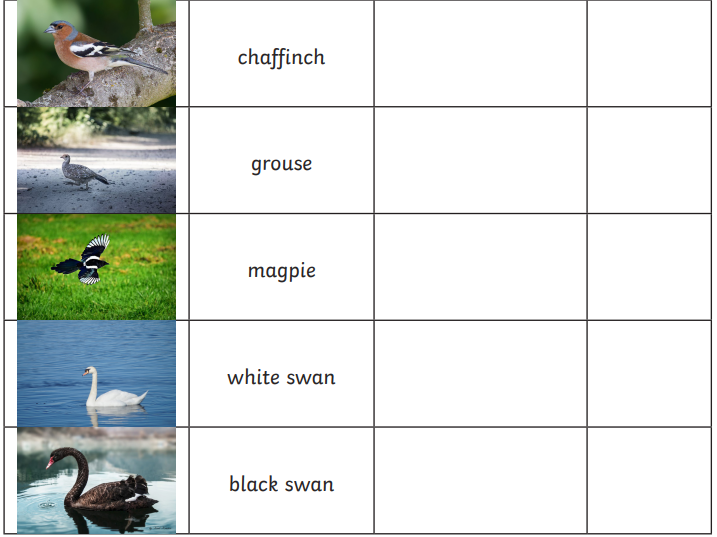 chaffinch
grouse
magpie
white swan
black swan